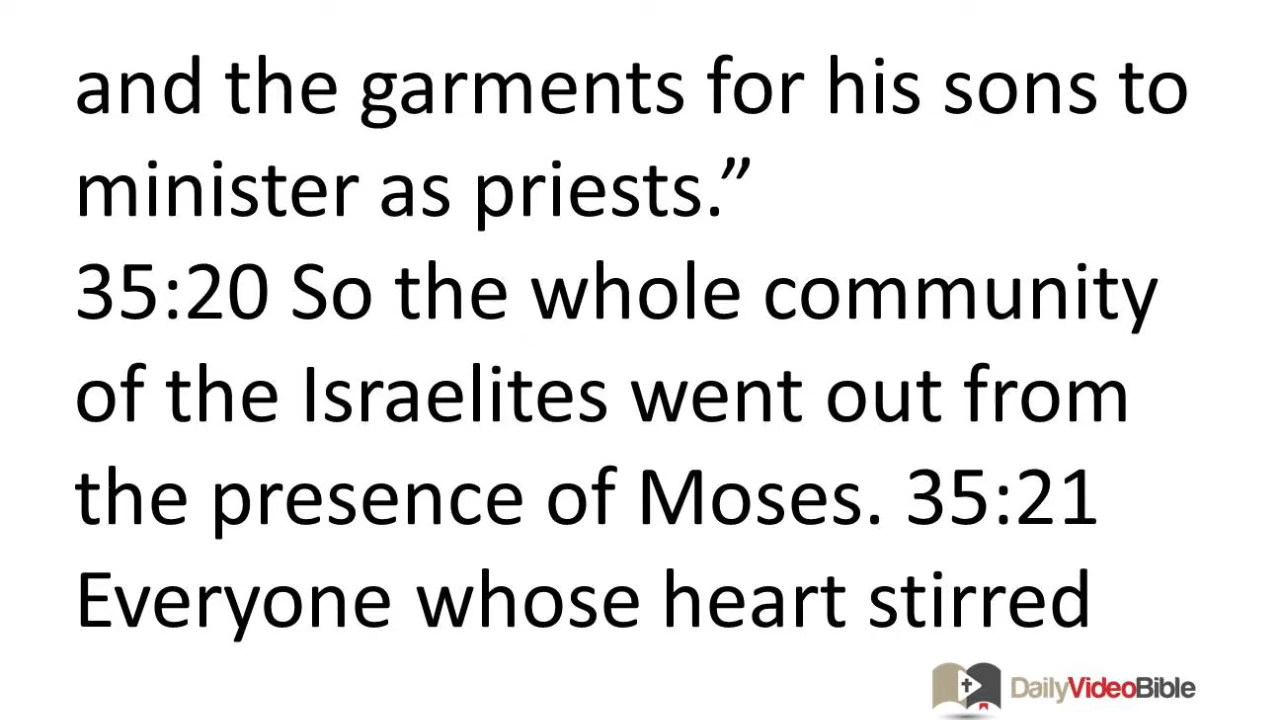 and the garments for his sons to
minister as priests.”
35:20 So the whole community
of the Israelites went out from
the presence of Moses. 35:21
Everyone whose heart stirred
DailyVideoBible